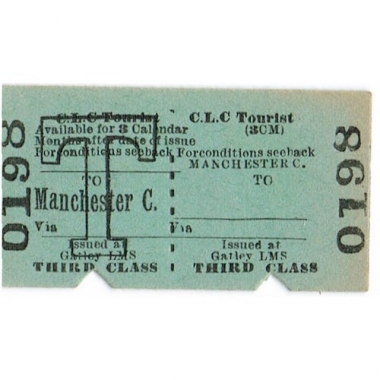 C.L.C Tourist
Available for 3 Calendar
Months after date of issue
For conditions see back
TO
Manchester C.
Via
Issued at
Gatley LMS
THIRD CLASS
T
0198
C.L.C Tourist
(3CM)
For conditions see back
MANCHESTER C.
TO
Via
Issued at
Gatley LMS
THIRD CLASS
0198